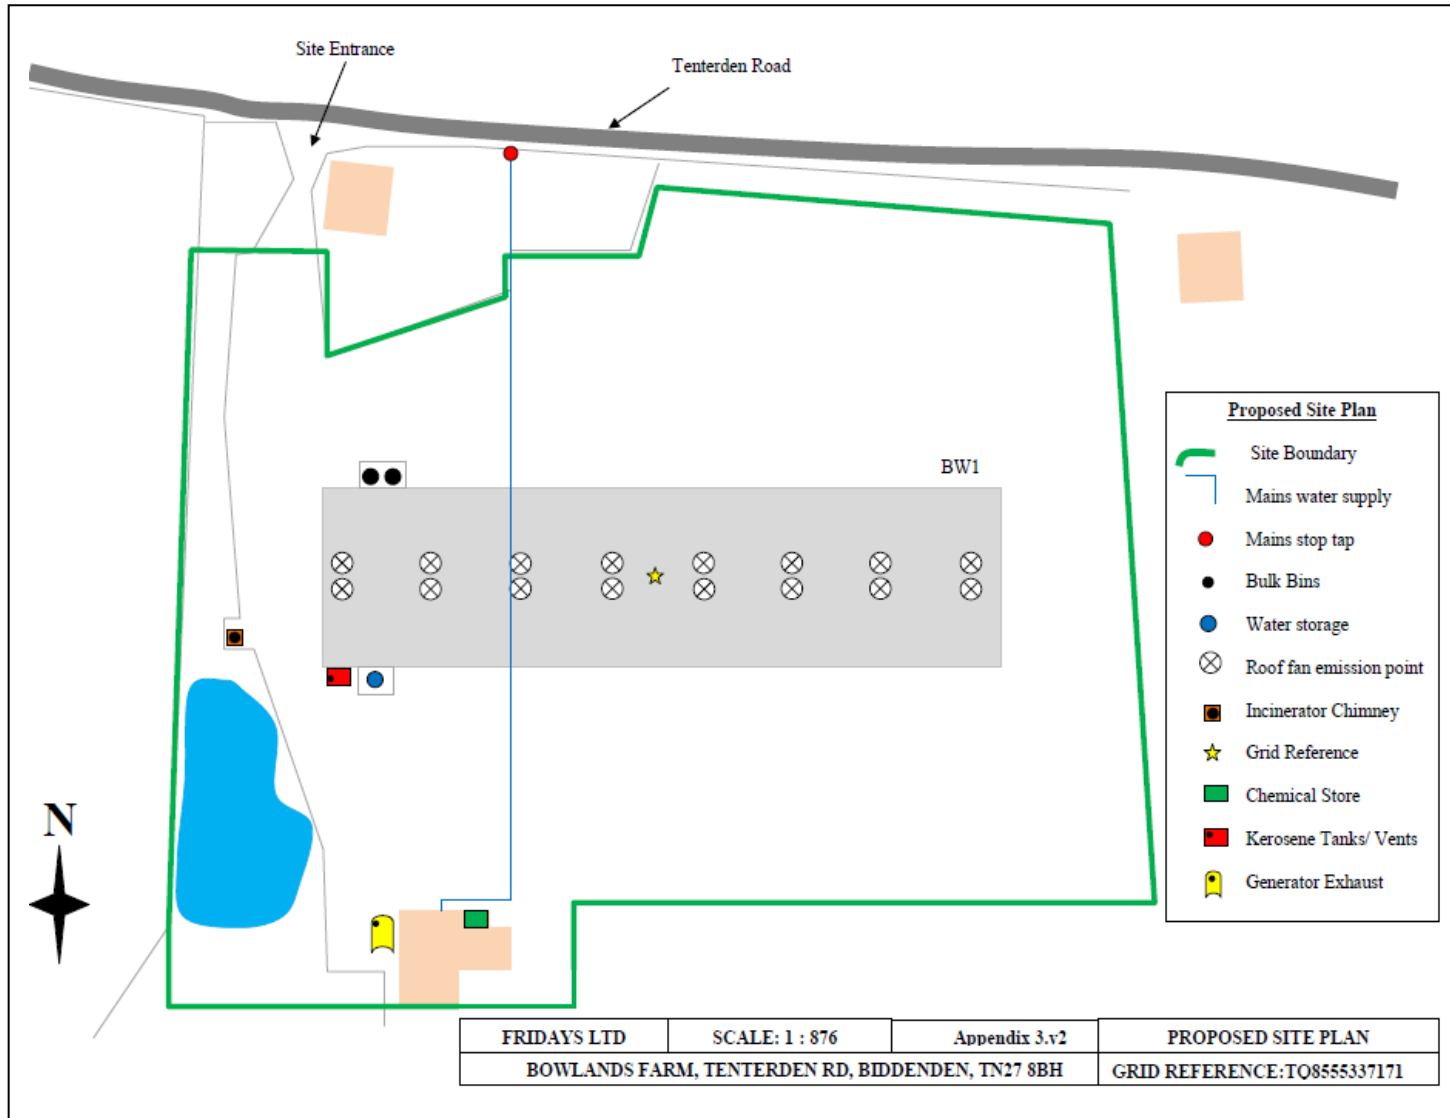 Site Entrance
Tenterden Road
BW1
Proposed Site Plan
Site Boundary
Mains water supply
Mains stop tap
Bulk Bins
Water storage
Roof fan emission point
Incinerator Chimney
Grid Reference
Chemical Store
Kerosene Tanks/ Vents
Generator Exhaust
N
FRIDAYS LTD SCALE: 1 : 876 Appendix 3.v2 PROPOSED SITE PLAN
BOWLANDS FARM, TENTERDEN RD, BIDDENDEN, TN27 8BH GRID REFERENCE:TQ8555337171